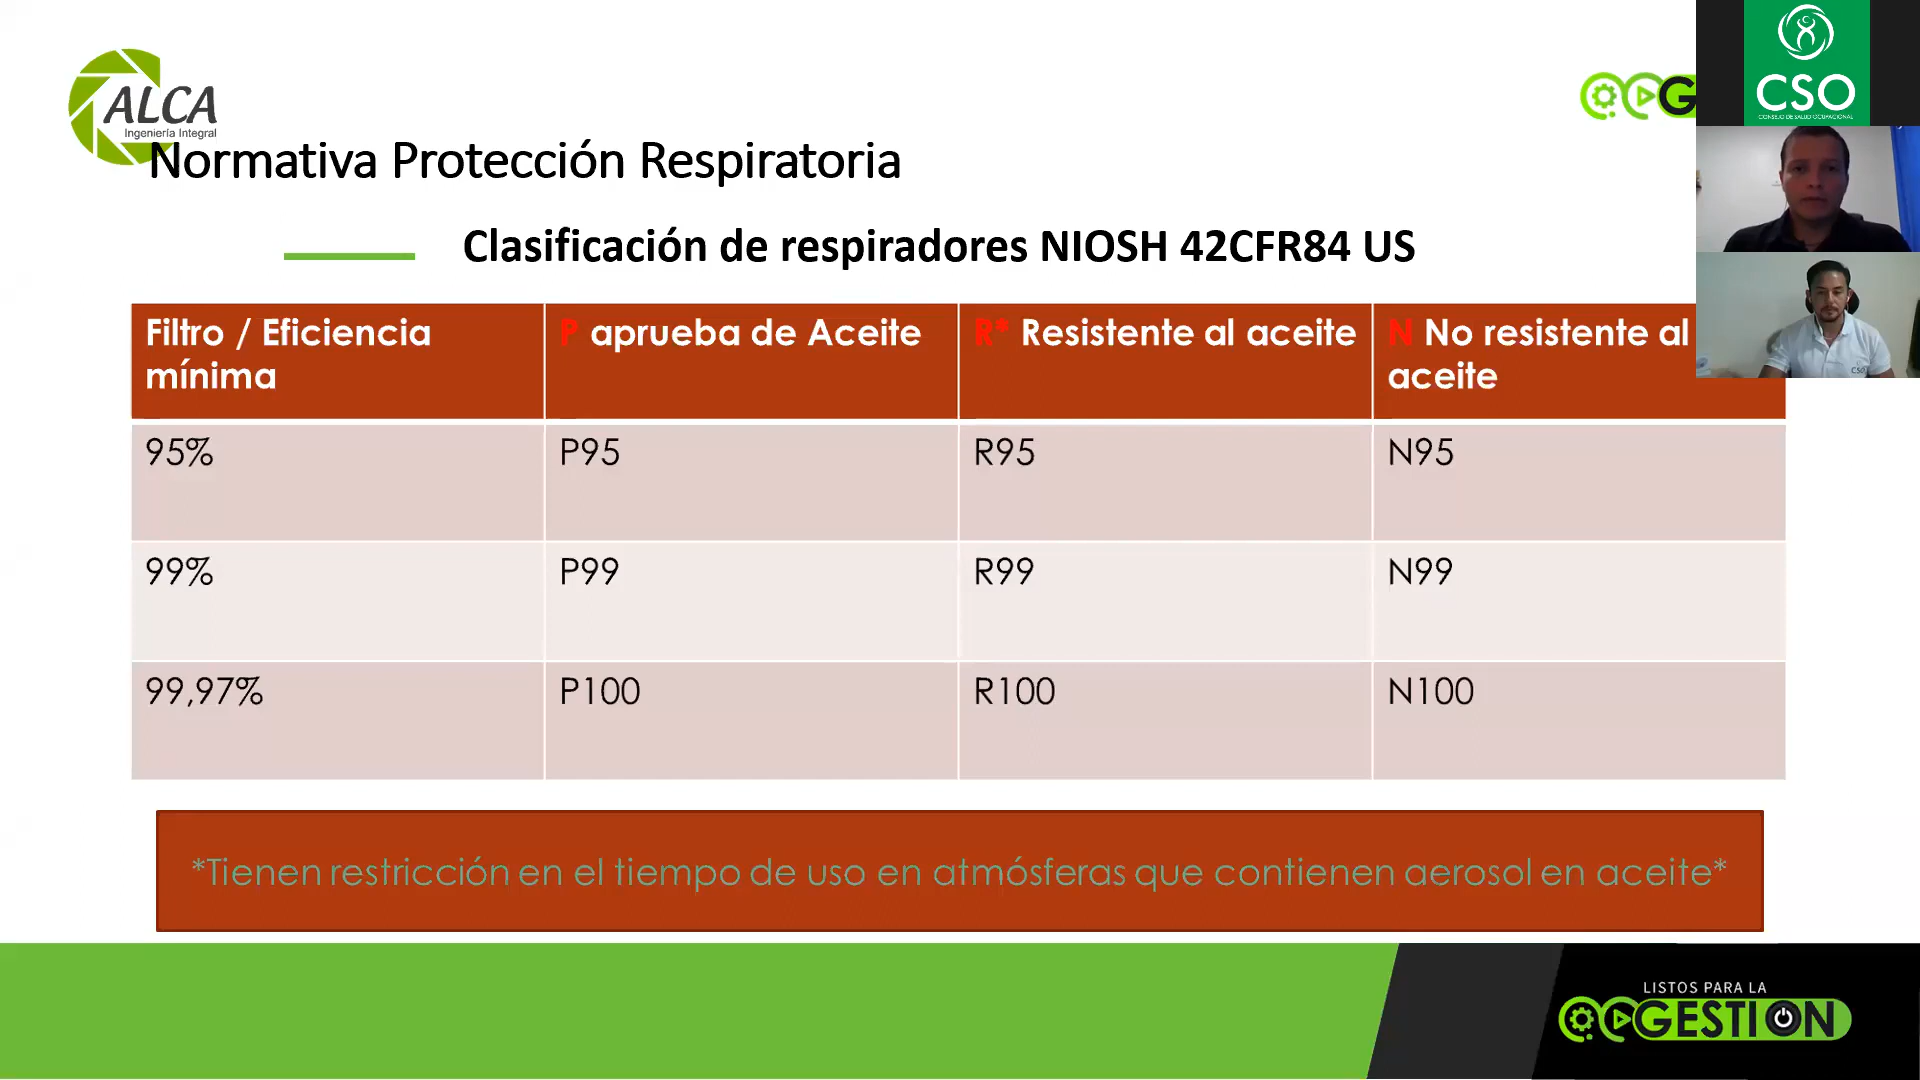 ALCA
Ingeniería Integral
CSO
CONSEJO DE SALUD OCUPACIONAL
Normativa Protección Respiratoria
Clasificación de respiradores NIOSH 42CFR84 US
Filtro / Eficiencia mínima
P aprueba de Aceite
R* Resistente al aceite
N No resistente al aceite
95%
P95
R95
N95
99%
P99
R99
N99
99,97%
P100
R100
N100
*Tienen restricción en el tiempo de uso en atmósferas que contienen aerosol en aceite*
LISTOS PARA LA
GESTION